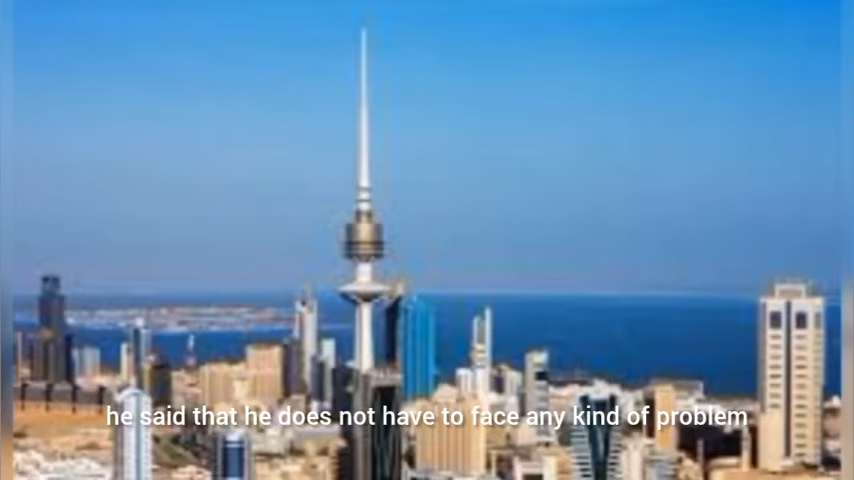 he said that he does not have to face any kind of problem